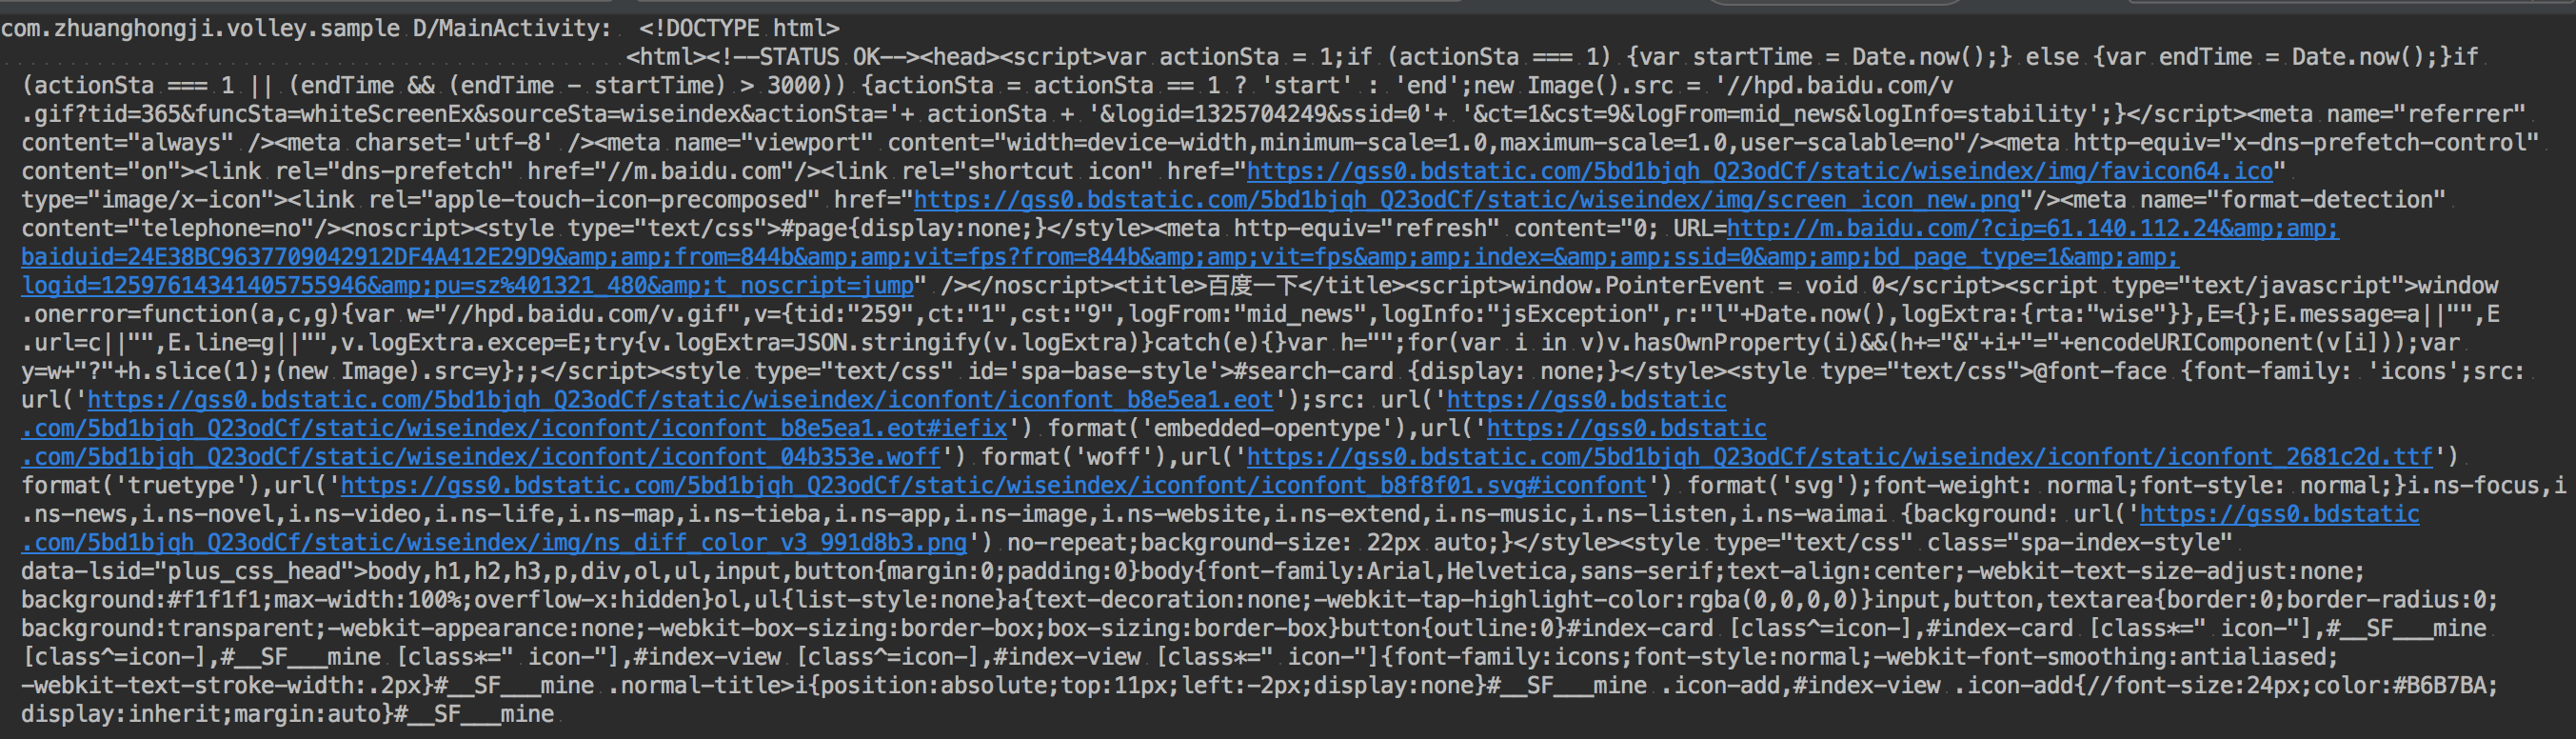 com.zhuanghongji.volley.sample D/MainActivity:  <!DOCTYPE html>
<html><!--STATUS OK--><head><script>var actionSta = 1;if (actionSta === 1) {var startTime = Date.now();} else {var endTime = Date.now();}if
(actionSta === 1 || (endTime && (endTime - startTime) > 3000)) {actionSta = actionSta == 1 ? 'start' : 'end';new Image().src = '//hpd.baidu.com/v
.gif?tid=365&funcSta=whiteScreenEx&sourceSta=wiseindex&actionSta='+ actionSta + '&logid=1325704249&ssid=0'+ '&ct=1&cst=9&logFrom=mid_news&logInfo=stability';}</script><meta name="referrer"
content="always" /><meta charset='utf-8' /><meta name="viewport" content="width=device-width,minimum-scale=1.0,maximum-scale=1.0,user-scalable=no"/><meta http-equiv="x-dns-prefetch-control"
content="on"><link rel="dns-prefetch" href="//m.baidu.com"/><link rel="shortcut icon" href="https://gss0.bdstatic.com/5bd1bjqh_Q23odCf/static/wiseindex/img/favicon64.ico"
type="image/x-icon"><link rel="apple-touch-icon-precomposed" href="https://gss0.bdstatic.com/5bd1bjqh_Q23odCf/static/wiseindex/img/screen_icon_new.png"/><meta name="format-detection"
content="telephone=no"/><noscript><style type="text/css">#page{display:none;}</style><meta http-equiv="refresh" content="0; URL=http://m.baidu.com/?cip=61.140.112.24&amp;amp;
baiduid=24E38BC9637709042912DF4A412E29D9&amp;amp;from=844b&amp;amp;vit=fps?from=844b&amp;amp;vit=fps&amp;amp;index=&amp;amp;ssid=0&amp;amp;bd_page_type=1&amp;amp;
logid=12597614341405755946&amp;pu=sz%401321_480&amp;t_noscript=jump" /></noscript><title>百度一下</title><script>window.PointerEvent = void 0</script><script type="text/javascript">window
.onerror=function(a,c,g){var w="//hpd.baidu.com/v.gif",v={tid:"259",ct:"1",cst:"9",logFrom:"mid_news",logInfo:"jsException",r:"l"+Date.now(),logExtra:{rta:"wise"}},E={};E.message=a||"",E
.url=c||"",E.line=g||"",v.logExtra.excep=E;try{v.logExtra=JSON.stringify(v.logExtra)}catch(e){}var h="";for(var i in v)v.hasOwnProperty(i)&&(h+="&"+i+"="+encodeURIComponent(v[i]));var
y=w+"?"+h.slice(1);(new Image).src=y};;</script><style type="text/css" id='spa-base-style'>#search-card {display: none;}</style><style type="text/css">@font-face {font-family: 'icons';src:
url('https://gss0.bdstatic.com/5bd1bjqh_Q23odCf/static/wiseindex/iconfont/iconfont_b8e5ea1.eot');src: url('https://gss0.bdstatic
.com/5bd1bjqh_Q23odCf/static/wiseindex/iconfont/iconfont_b8e5ea1.eot#iefix') format('embedded-opentype'),url('https://gss0.bdstatic
.com/5bd1bjqh_Q23odCf/static/wiseindex/iconfont/iconfont_04b353e.woff') format('woff'),url('https://gss0.bdstatic.com/5bd1bjqh_Q23odCf/static/wiseindex/iconfont/iconfont_2681c2d.ttf')
format('truetype'),url('https://gss0.bdstatic.com/5bd1bjqh_Q23odCf/static/wiseindex/iconfont/iconfont_b8f8f01.svg#iconfont') format('svg');font-weight: normal;font-style: normal;}i.ns-focus,i
.ns-news,i.ns-novel,i.ns-video,i.ns-life,i.ns-map,i.ns-tieba,i.ns-app,i.ns-image,i.ns-website,i.ns-extend,i.ns-music,i.ns-listen,i.ns-waimai {background: url('https://gss0.bdstatic
.com/5bd1bjqh_Q23odCf/static/wiseindex/img/ns_diff_color_v3_991d8b3.png') no-repeat;background-size: 22px auto;}</style><style type="text/css" class="spa-index-style"
data-lsid="plus_css_head">body,h1,h2,h3,p,div,ol,ul,input,button{margin:0;padding:0}body{font-family:Arial,Helvetica,sans-serif;text-align:center;-webkit-text-size-adjust:none;
background:#f1f1f1;max-width:100%;overflow-x:hidden}ol,ul{list-style:none}a{text-decoration:none;-webkit-tap-highlight-color:rgba(0,0,0,0)}input,button,textarea{border:0;border-radius:0;
background:transparent;-webkit-appearance:none;-webkit-box-sizing:border-box;box-sizing:border-box}button{outline:0}#index-card [class^=icon-],#index-card [class*=" icon-"],#__SF___mine
[class^=icon-],#__SF___mine [class*=" icon-"],#index-view [class^=icon-],#index-view [class*=" icon-"]{font-family:icons;font-style:normal;-webkit-font-smoothing:antialiased;
-webkit-text-stroke-width:.2px}#__SF___mine .normal-title>i{position:absolute;top:11px;left:-2px;display:none}#__SF___mine .icon-add,#index-view .icon-add{//font-size:24px;color:#B6B7BA;
display:inherit;margin:auto}#__SF___mine